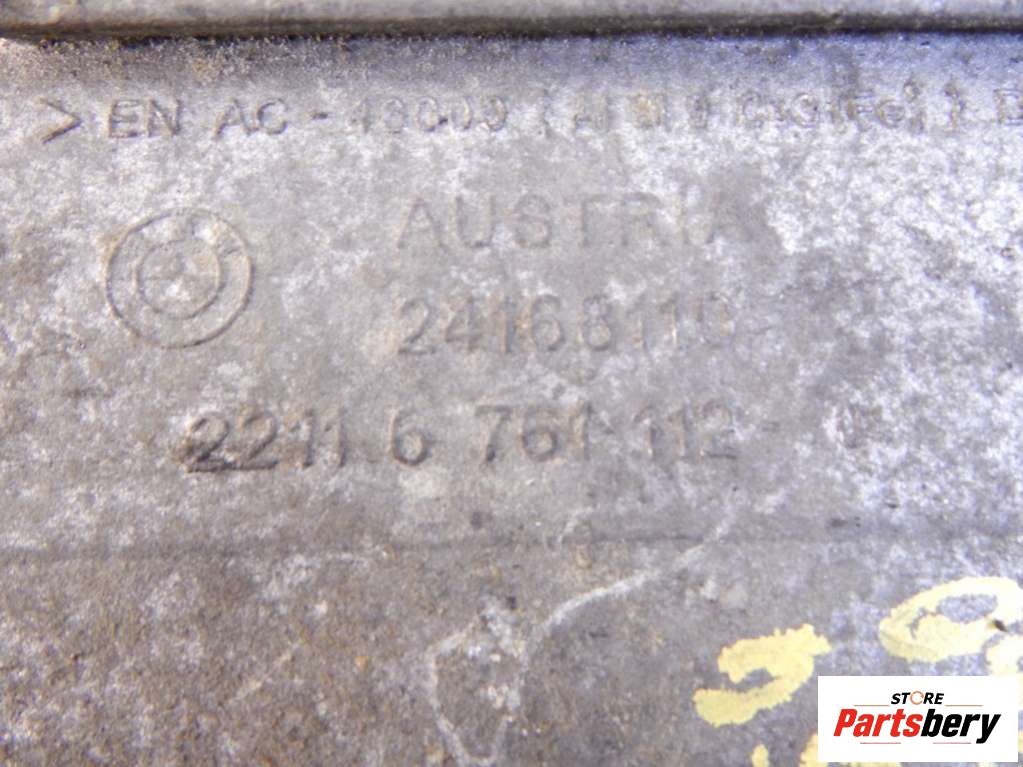 >EN AC-
AUSTRIA
24168110
2211 6 761 112
STORE
Partsbery